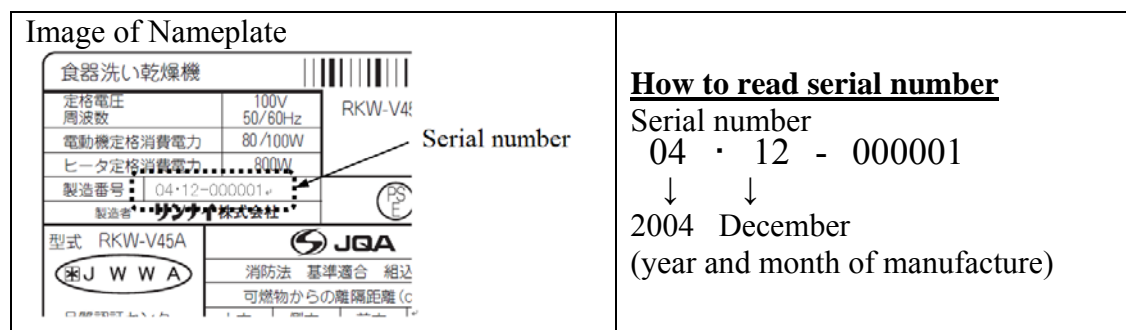 Image of Nameplate
食器洗い乾燥機
定格電圧 100V
周波数 50/60Hz
RKW-V45
電動機定格消費電力 80/100W
ヒータ定格消費電力 800W
製造番号 04・12-000001
製造者 サンナイ株式会社
PS
E
型式 RKW-V45A
JQA
JWWA
消防法 基準適合 組込
可燃物からの離隔距離(c
Serial number
How to read serial number
Serial number
04 ・ 12 - 000001
↓ ↓
2004 December
(year and month of manufacture)